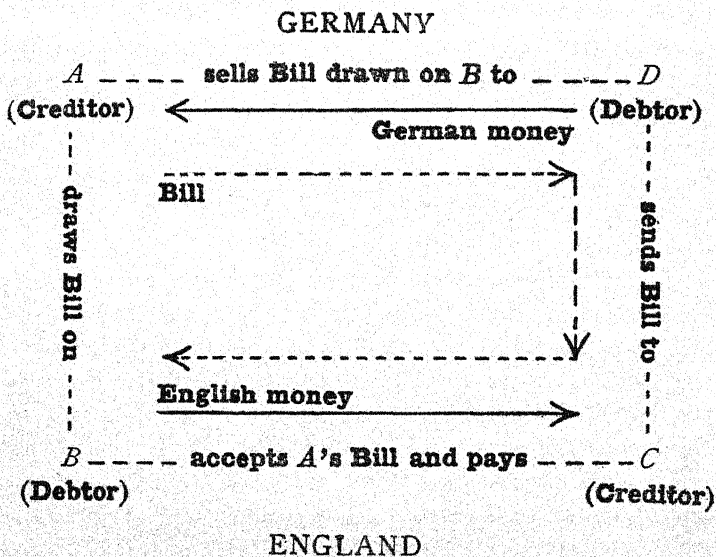 GERMANY
A ---- sells Bill drawn on B to ---- D
(Creditor) (Debtor)
German money
Bill
draws Bill on
sends Bill to
English money
B ---- accepts A's Bill and pays ---- C
(Debtor) (Creditor)
ENGLAND